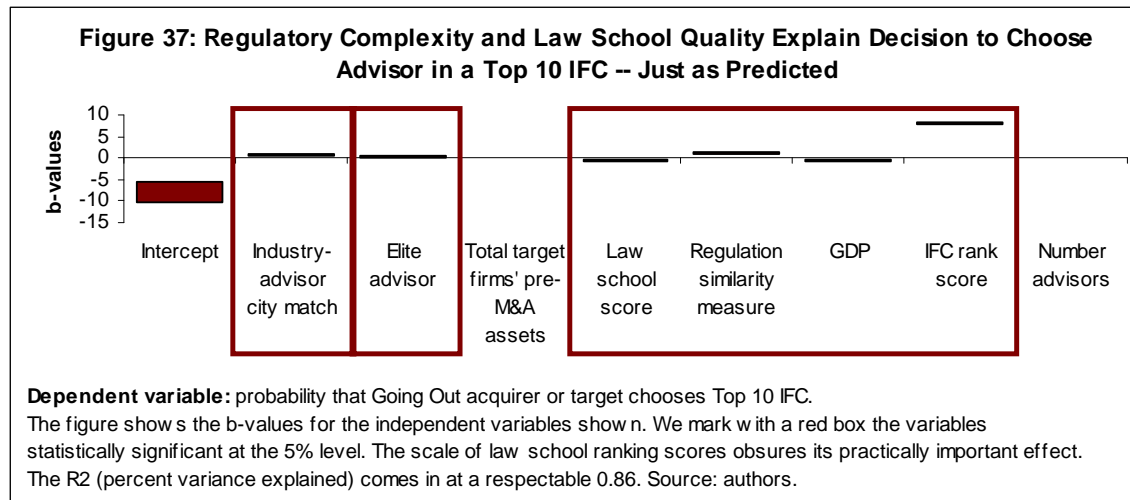 Figure 37: Regulatory Complexity and Law School Quality Explain Decision to Choose
Advisor in a Top 10 IFC -- Just as Predicted
b-values
10
5
0
-5
-10
-15
Intercept
Industry-
advisor
city match
Elite
advisor
Total target
firms' pre-
M&A
assets
Law
school
score
Regulation
similarity
measure
GDP
IFC rank
score
Number
advisors
Dependent variable: probability that Going Out acquirer or target chooses Top 10 IFC.
The figure shows the b-values for the independent variables shown. We mark with a red box the variables
statistically significant at the 5% level. The scale of law school ranking scores obsures its practically important effect.
The R2 (percent variance explained) comes in at a respectable 0.86. Source: authors.